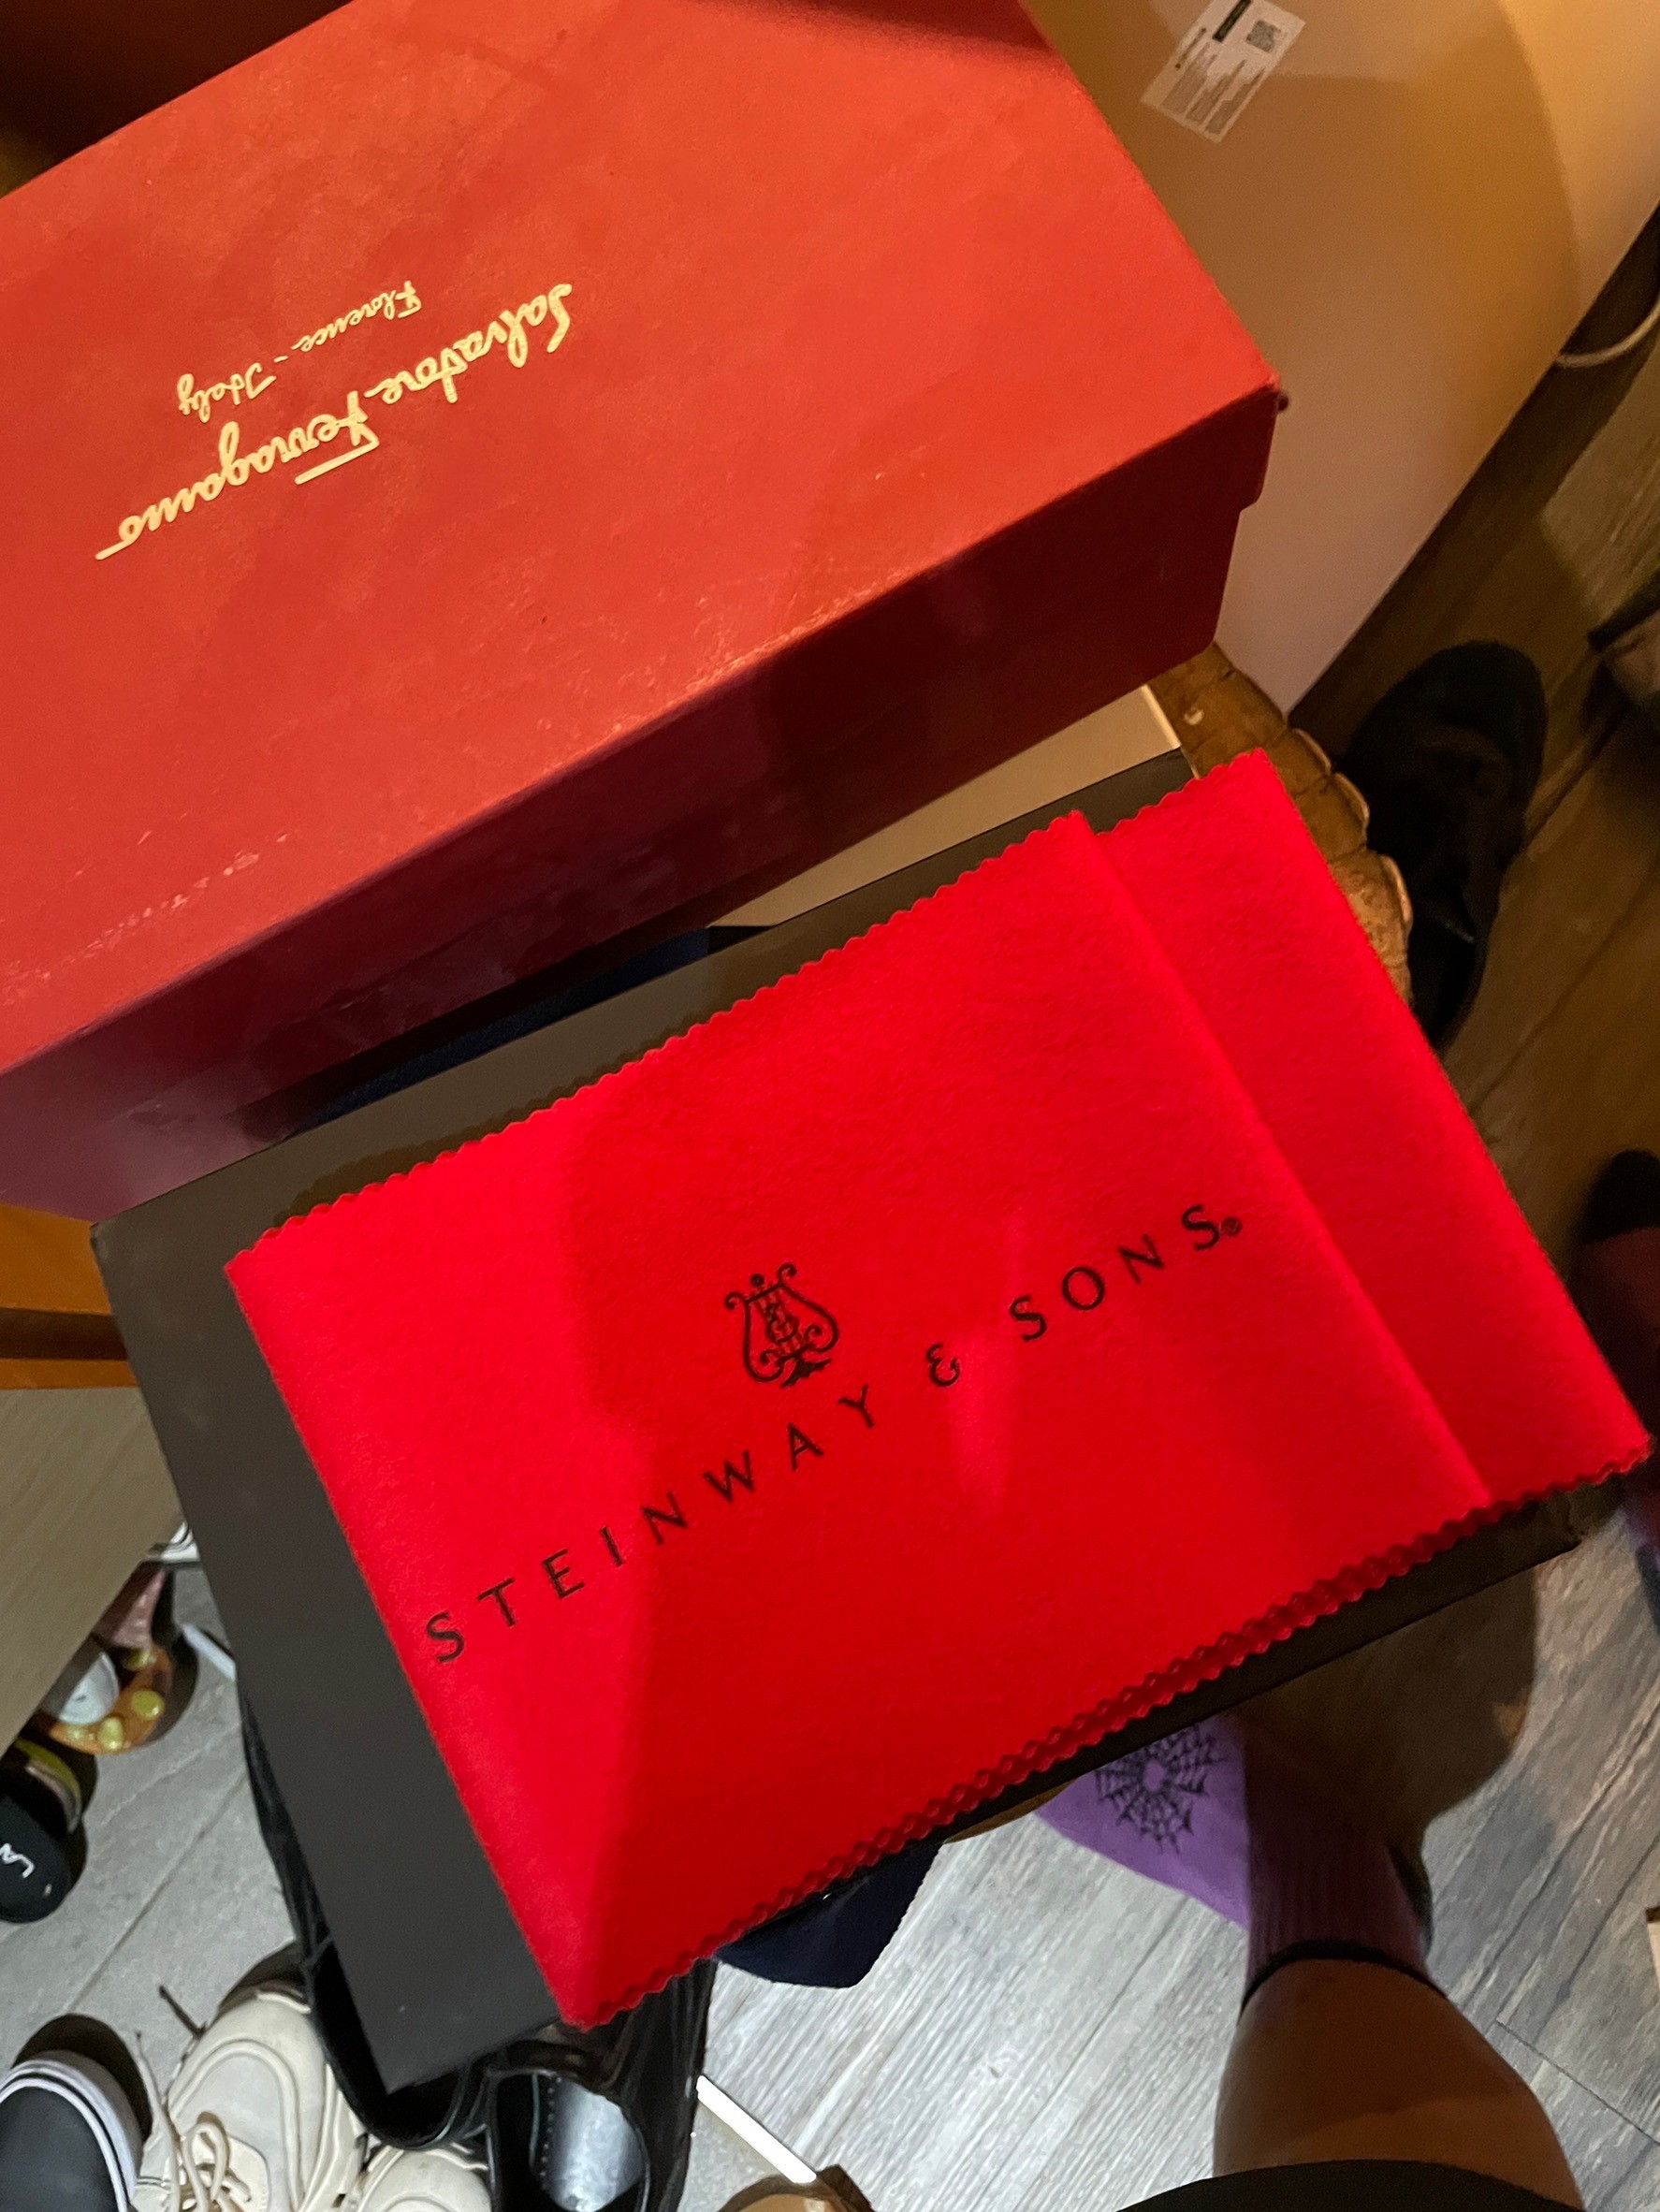 Salvatore Ferragamo
Florence - Italy
STEINWAY & SONS®